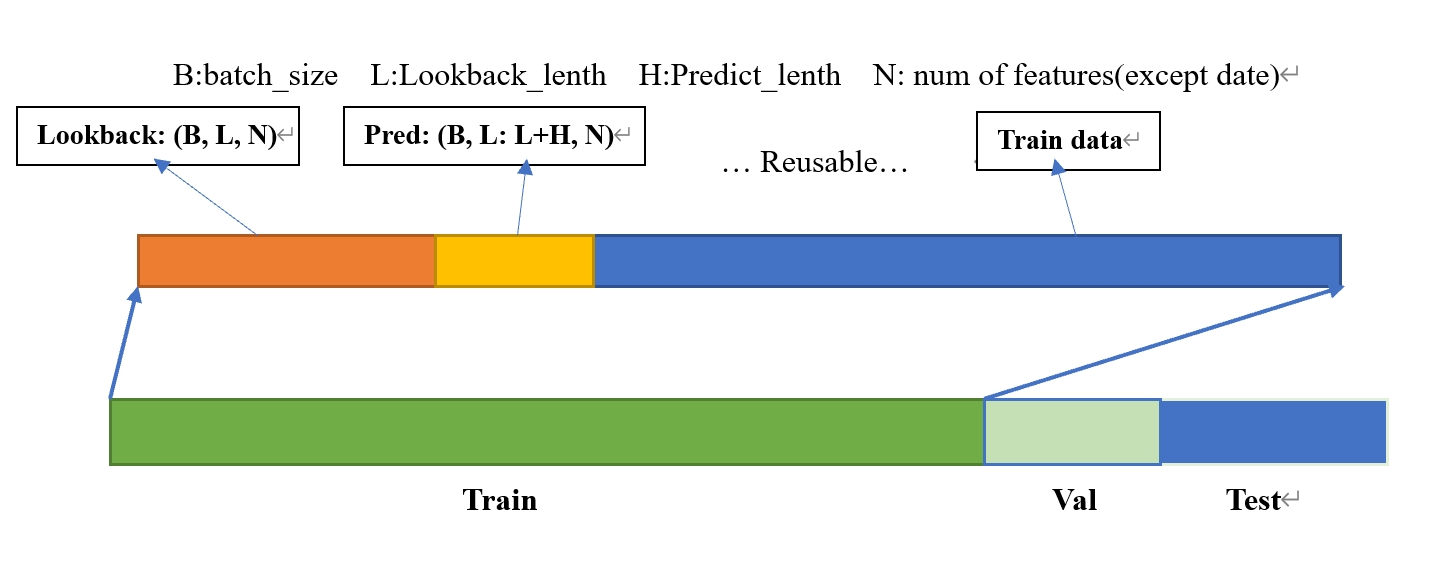 B:batch_size L:Lookback_lenth H:Predict_lenth N: num of features(except date)↵
Lookback: (B, L, N)↵
Pred: (B, L: L+H, N)↵
… Reusable…
Train data↵
Train
Val
Test↵